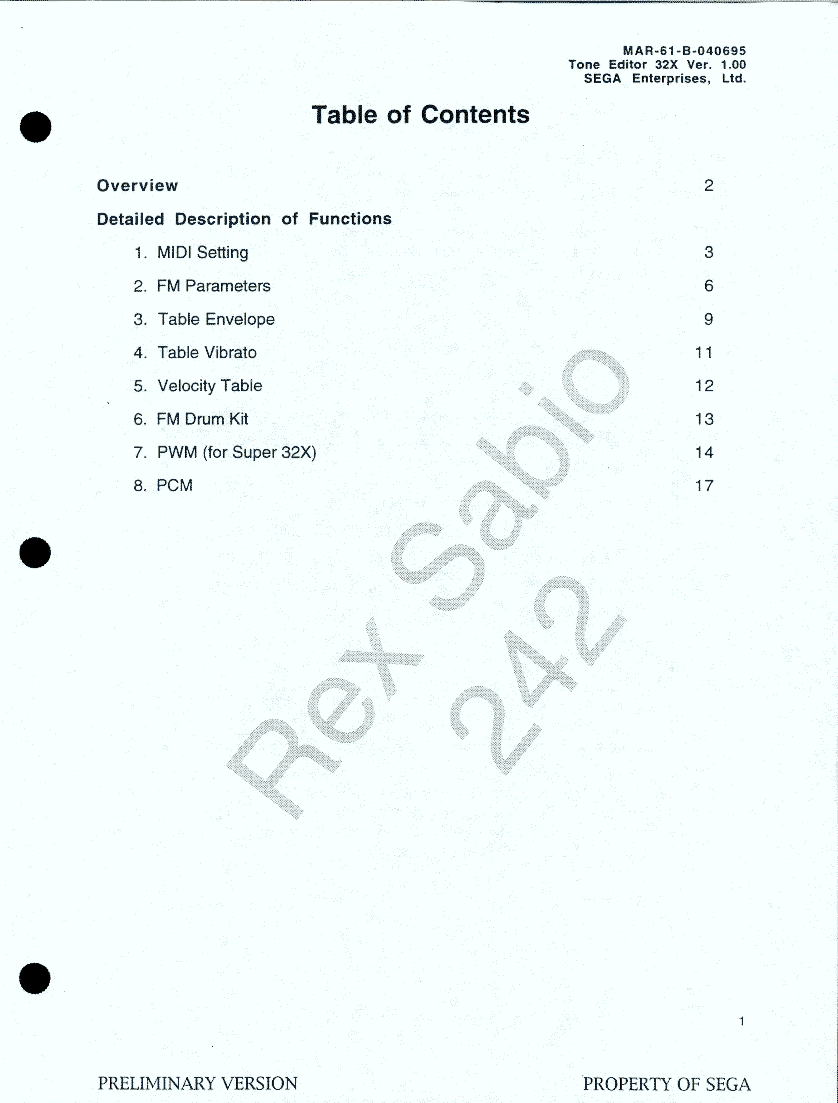 MAR-61-B-040695
Tone Editor 32X Ver. 1.00
SEGA Enterprises, Ltd.
Table of Contents
Overview 2
Detailed Description of Functions
1. MIDI Setting 3
2. FM Parameters 6
3. Table Envelope 9
4. Table Vibrato 11
5. Velocity Table 12
6. FM Drum Kit 13
7. PWM (for Super 32X) 14
8. PCM 17
Rex Sabio
242
1
PRELIMINARY VERSION PROPERTY OF SEGA